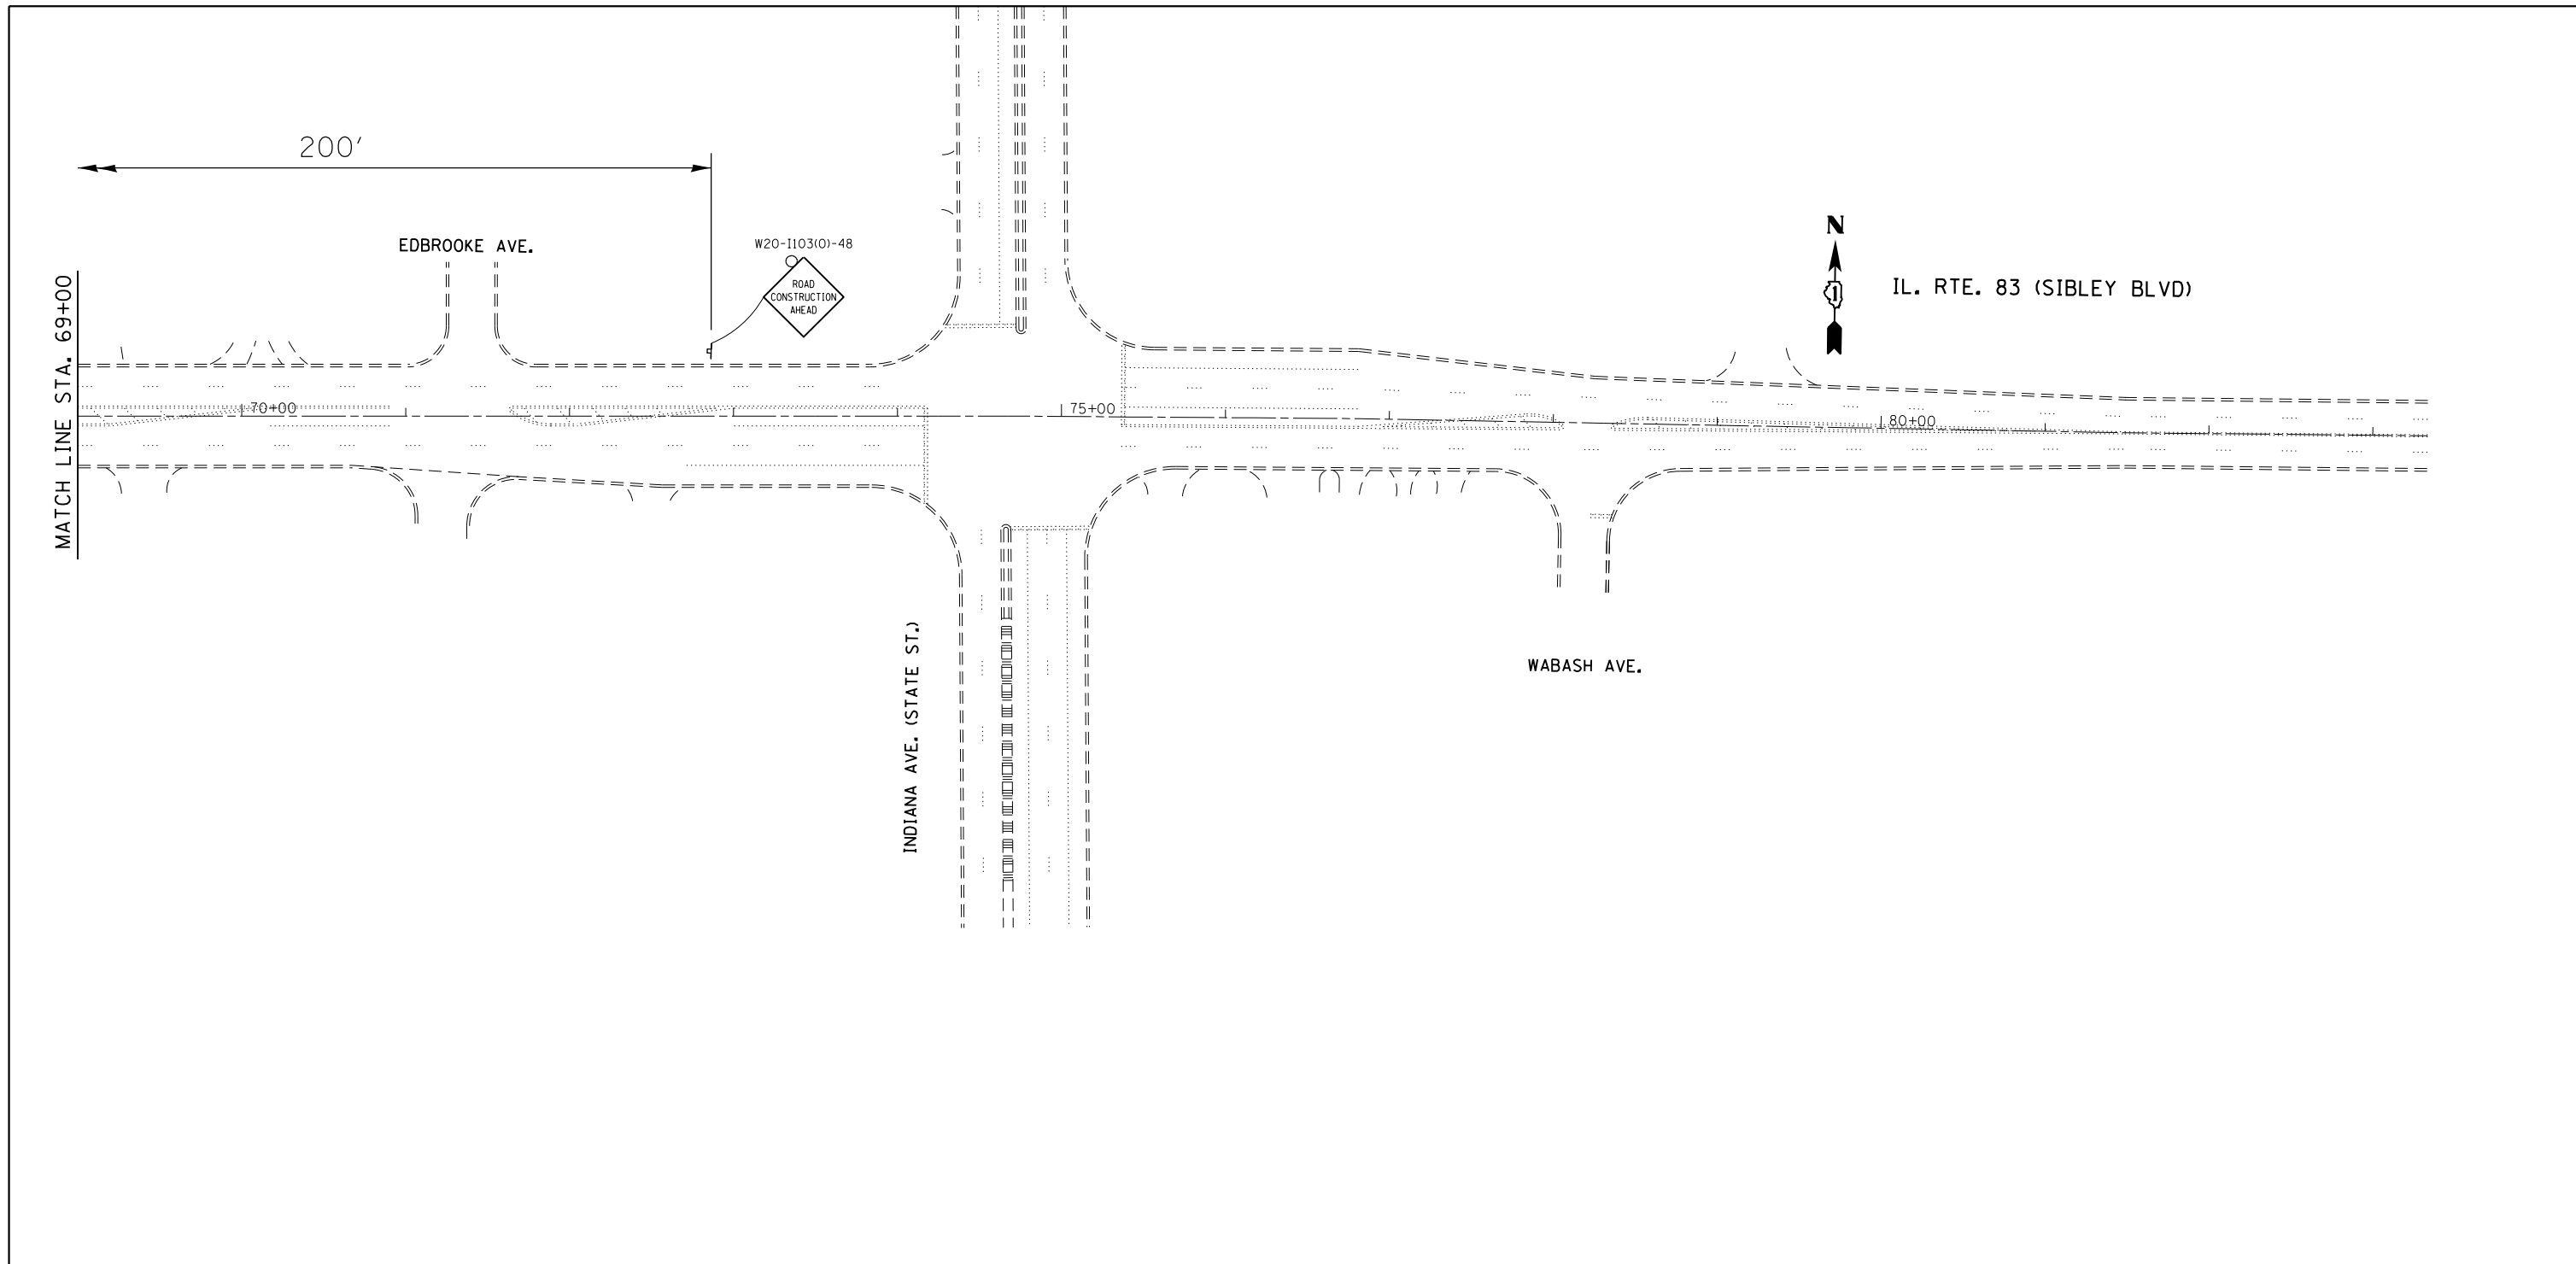 200'
EDBROOKE AVE.
W20-I103(0)-48
ROAD
CONSTRUCTION
AHEAD
N
1
IL. RTE. 83 (SIBLEY BLVD)
MATCH LINE STA. 69+00
70+00
75+00
80+00
INDIANA AVE. (STATE ST.)
WABASH AVE.